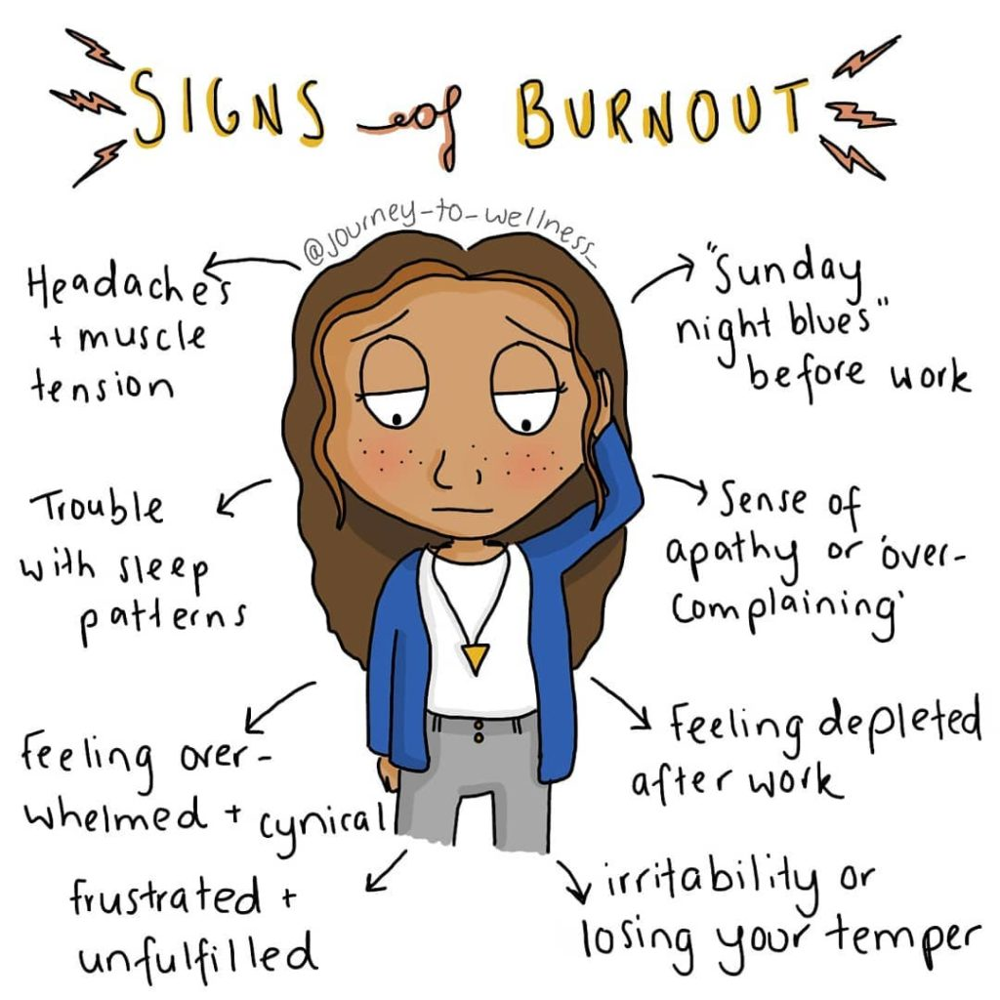 SIGNS of BURNOUT
@journey-to-wellness_
Headaches
+ muscle
tension
"Sunday
night blues"
before work
Trouble
with sleep
patterns
Sense of
apathy or 'over-
complaining'
Feeling over-
whelmed + cynical
Feeling depleted
after work
frustrated +
unfulfilled
irritability or
losing your temper